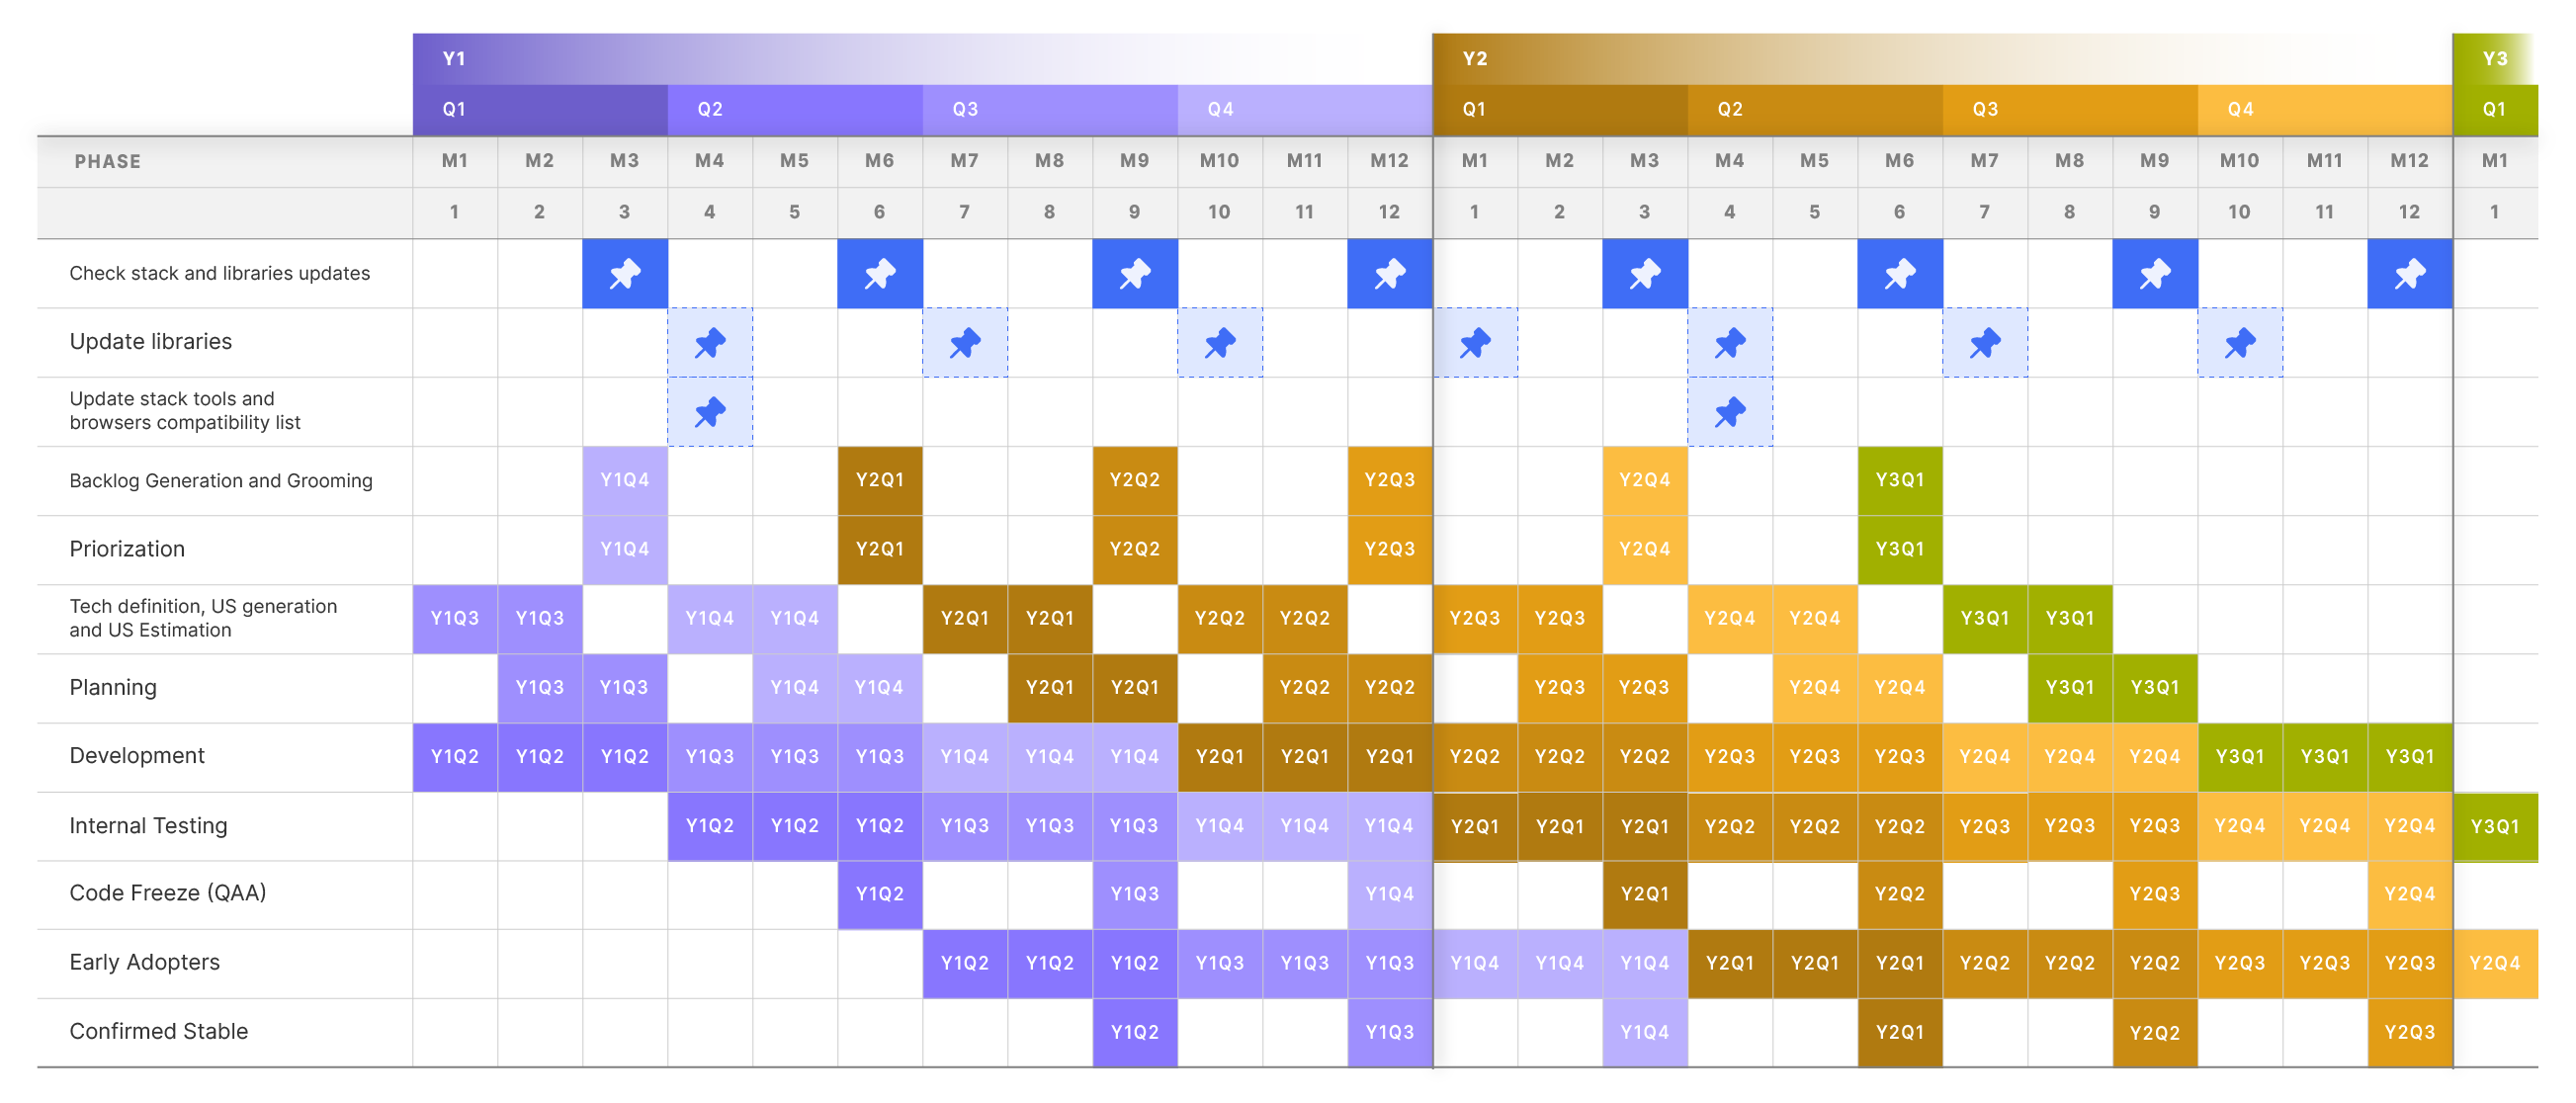 Y1 Y2 Y3
Q1 Q2 Q3 Q4 Q1 Q2 Q3 Q4 Q1
PHASE M1 M2 M3 M4 M5 M6 M7 M8 M9 M10 M11 M12 M1 M2 M3 M4 M5 M6 M7 M8 M9 M10 M11 M12 M1
1 2 3 4 5 6 7 8 9 10 11 12 1 2 3 4 5 6 7 8 9 10 11 12 1
Check stack and libraries updates
Update libraries
Update stack tools and
browsers compatibility list
Backlog Generation and Grooming Y1Q4 Y2Q1 Y2Q2 Y2Q3 Y2Q4 Y3Q1
Priorization Y1Q4 Y2Q1 Y2Q2 Y2Q3 Y2Q4 Y3Q1
Tech definition, US generation
and US Estimation Y1Q3 Y1Q3 Y1Q4 Y1Q4 Y2Q1 Y2Q1 Y2Q2 Y2Q2 Y2Q3 Y2Q3 Y2Q4 Y2Q4 Y3Q1 Y3Q1
Planning Y1Q3 Y1Q3 Y1Q4 Y1Q4 Y2Q1 Y2Q1 Y2Q2 Y2Q2 Y2Q3 Y2Q3 Y2Q4 Y2Q4 Y3Q1 Y3Q1
Development Y1Q2 Y1Q2 Y1Q2 Y1Q3 Y1Q3 Y1Q3 Y1Q4 Y1Q4 Y1Q4 Y2Q1 Y2Q1 Y2Q1 Y2Q2 Y2Q2 Y2Q2 Y2Q3 Y2Q3 Y2Q3 Y2Q4 Y2Q4 Y2Q4 Y3Q1 Y3Q1 Y3Q1
Internal Testing Y1Q2 Y1Q2 Y1Q2 Y1Q3 Y1Q3 Y1Q3 Y1Q4 Y1Q4 Y1Q4 Y2Q1 Y2Q1 Y2Q1 Y2Q2 Y2Q2 Y2Q2 Y2Q3 Y2Q3 Y2Q3 Y2Q4 Y2Q4 Y2Q4 Y3Q1
Code Freeze (QAA) Y1Q2 Y1Q3 Y1Q4 Y2Q1 Y2Q2 Y2Q3 Y2Q4
Early Adopters Y1Q2 Y1Q2 Y1Q2 Y1Q3 Y1Q3 Y1Q3 Y1Q4 Y1Q4 Y1Q4 Y2Q1 Y2Q1 Y2Q1 Y2Q2 Y2Q2 Y2Q2 Y2Q3 Y2Q3 Y2Q3 Y2Q4
Confirmed Stable Y1Q2 Y1Q3 Y1Q4 Y2Q1 Y2Q2 Y2Q3